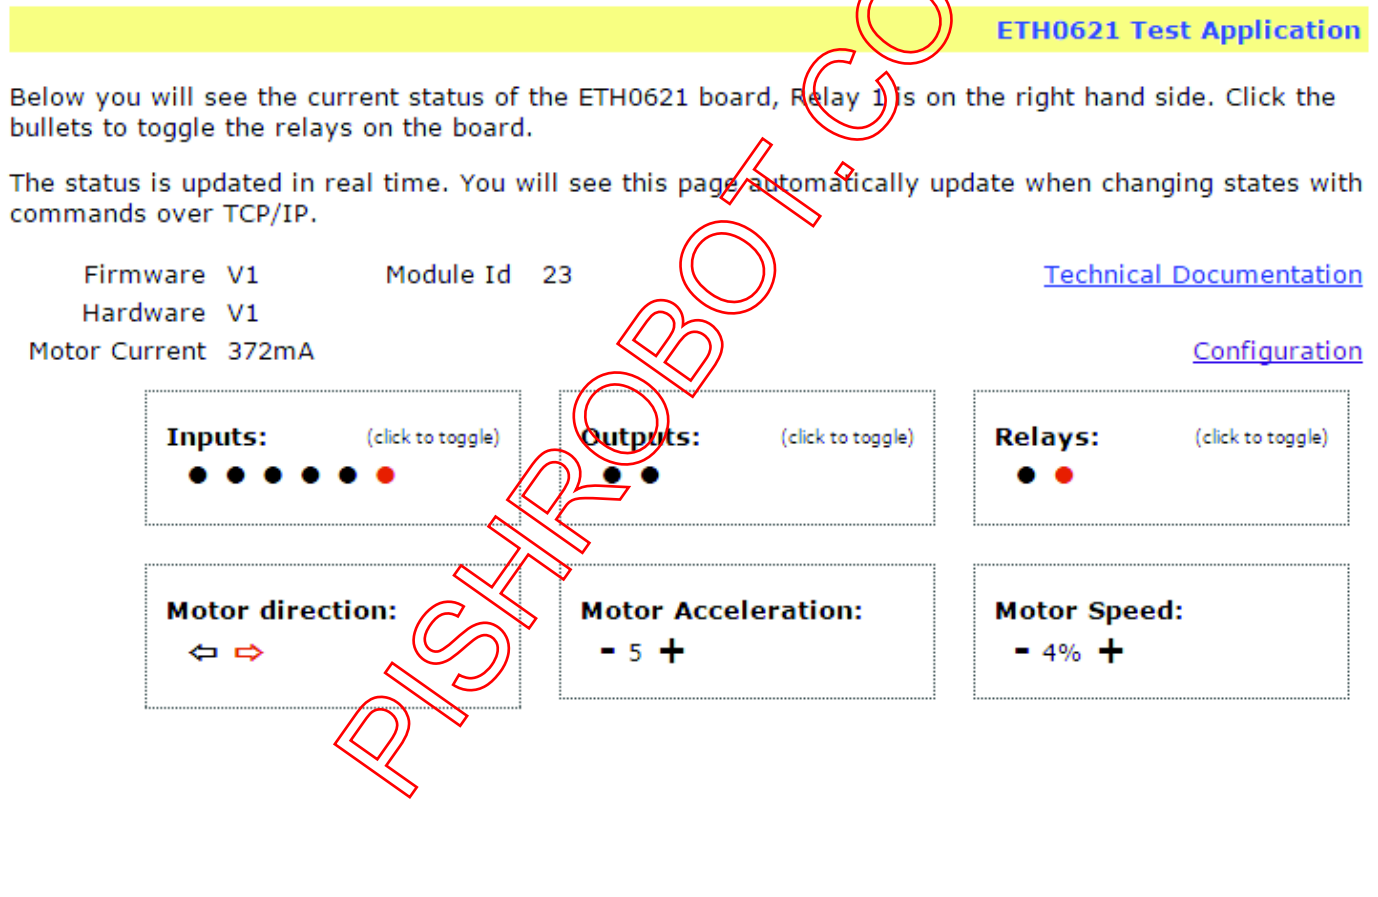 ETH0621 Test Application
Below you will see the current status of the ETH0621 board, Relay 1 is on the right hand side. Click the
bullets to toggle the relays on the board.
The status is updated in real time. You will see this page automatically update when changing states with
commands over TCP/IP.
Firmware V1 Module Id 23 Technical Documentation
Hardware V1
Motor Current 372mA Configuration
Inputs: (click to toggle) Outputs: (click to toggle) Relays: (click to toggle)
Motor direction: Motor Acceleration: Motor Speed:
- 5 + - 4% +
PISHROBOT.CO